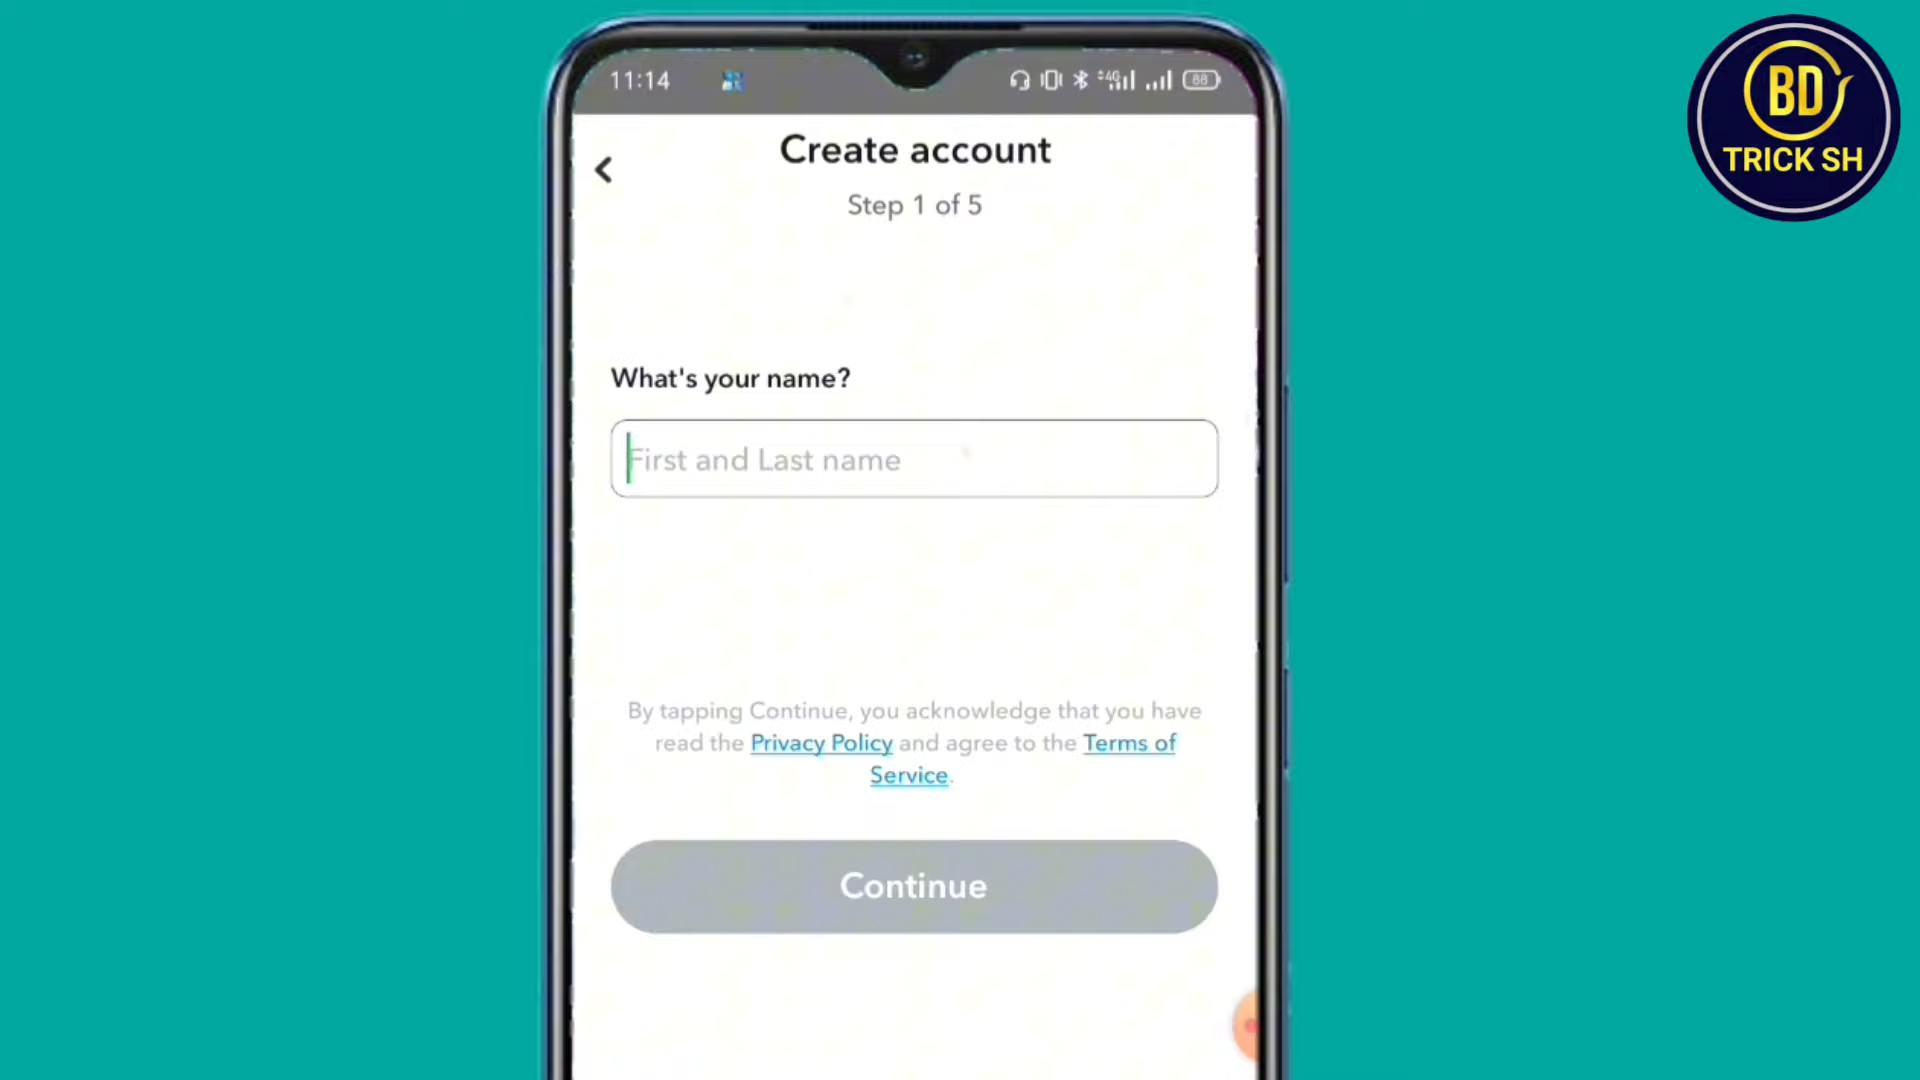 11:14
4G
88
BD
TRICK SH
Create account
Step 1 of 5
What's your name?
First and Last name
By tapping Continue, you acknowledge that you have
read the Privacy Policy and agree to the Terms of
Service.
Continue